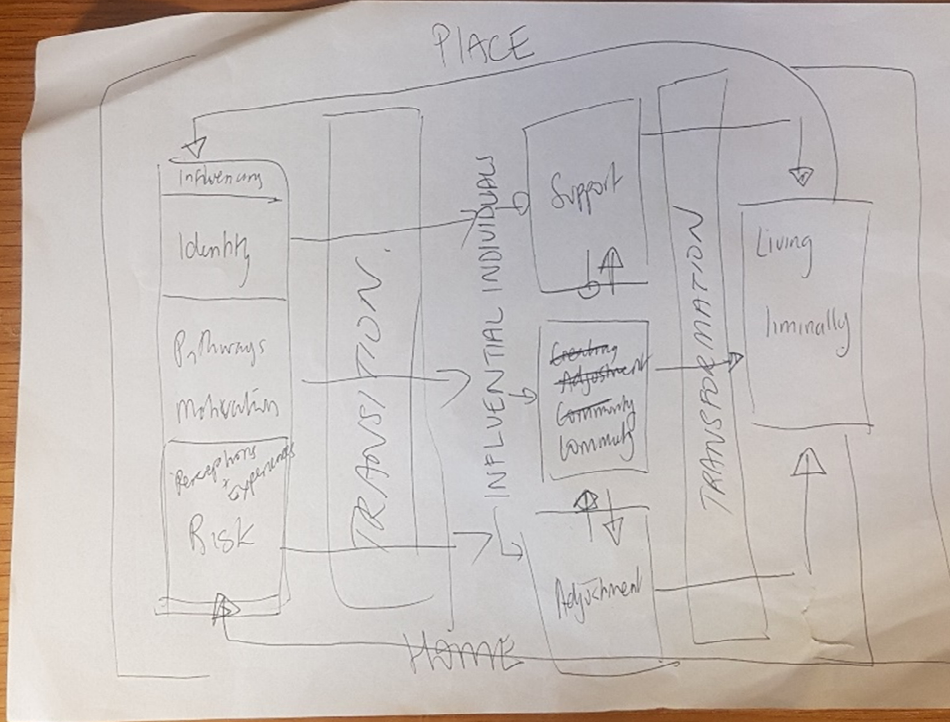 PLACE
Influencing
Identity
Pathways
Motivation
Perceptions
+ Experiences
Risk
TRANSITION
INFLUENTIAL INDIVIDUALS
Support
Creating
Adjustment
Community
Community
Adjustment
TRANSFORMATION
Living
liminally
HOME